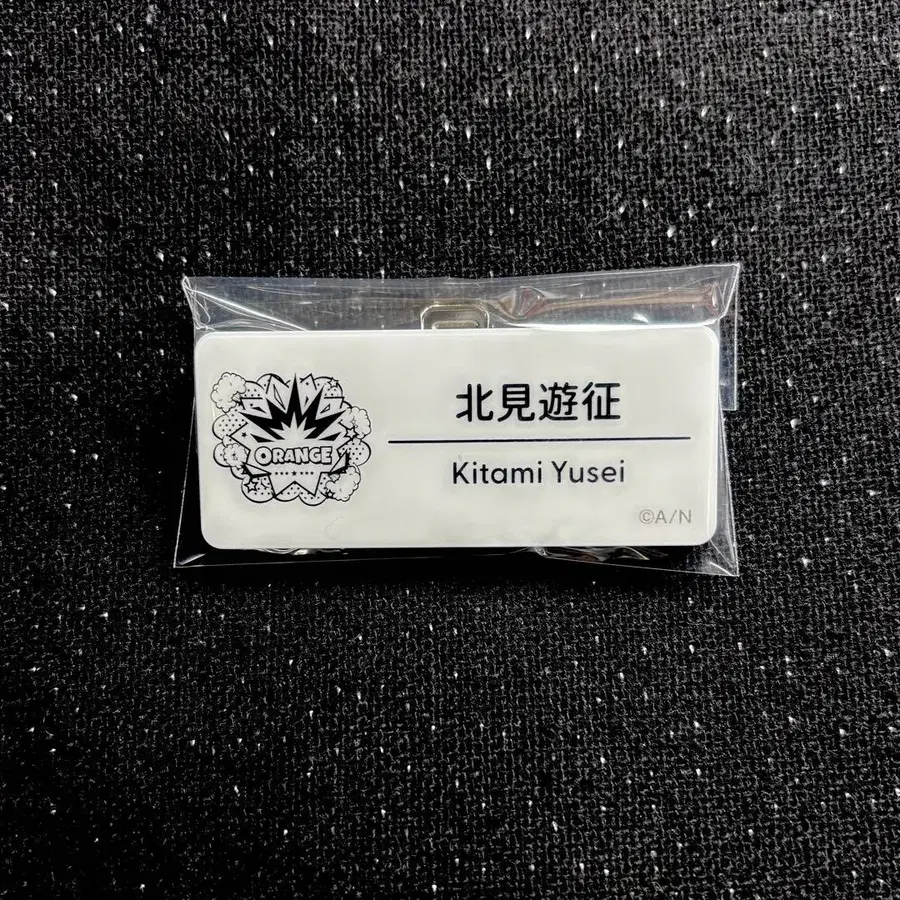 ORANGE
北見遊征
Kitami Yusei
©A/N